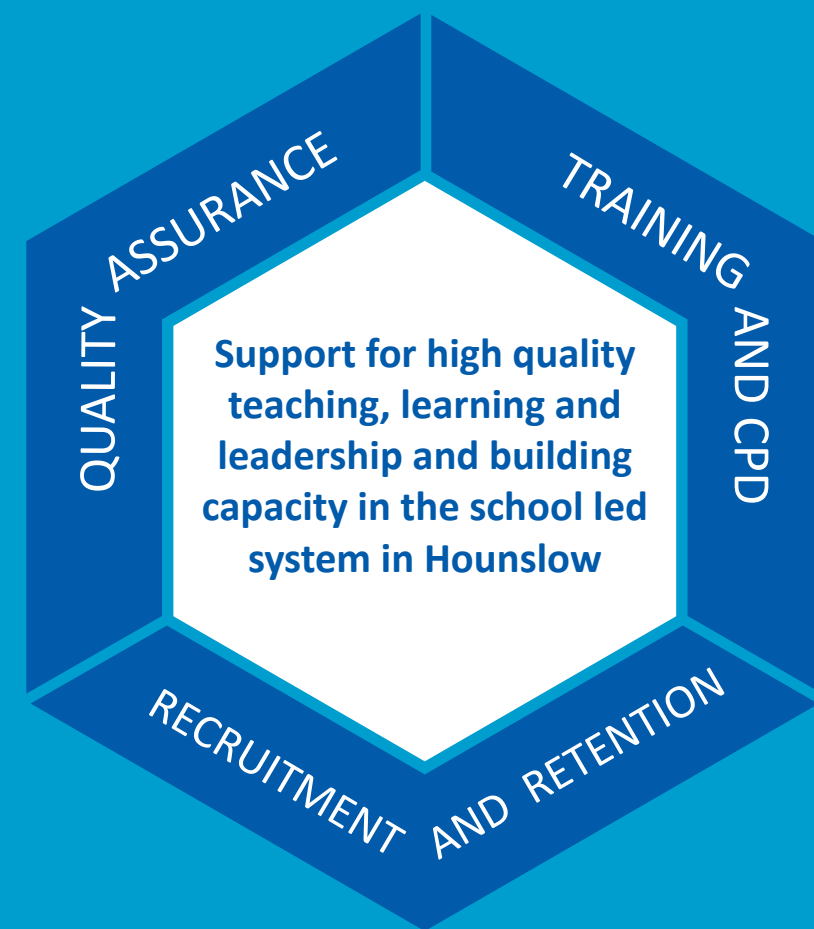 QUALITY ASSURANCE
TRAINING AND CPD
Support for high quality
teaching, learning and
leadership and building
capacity in the school led
system in Hounslow
RECRUITMENT AND RETENTION